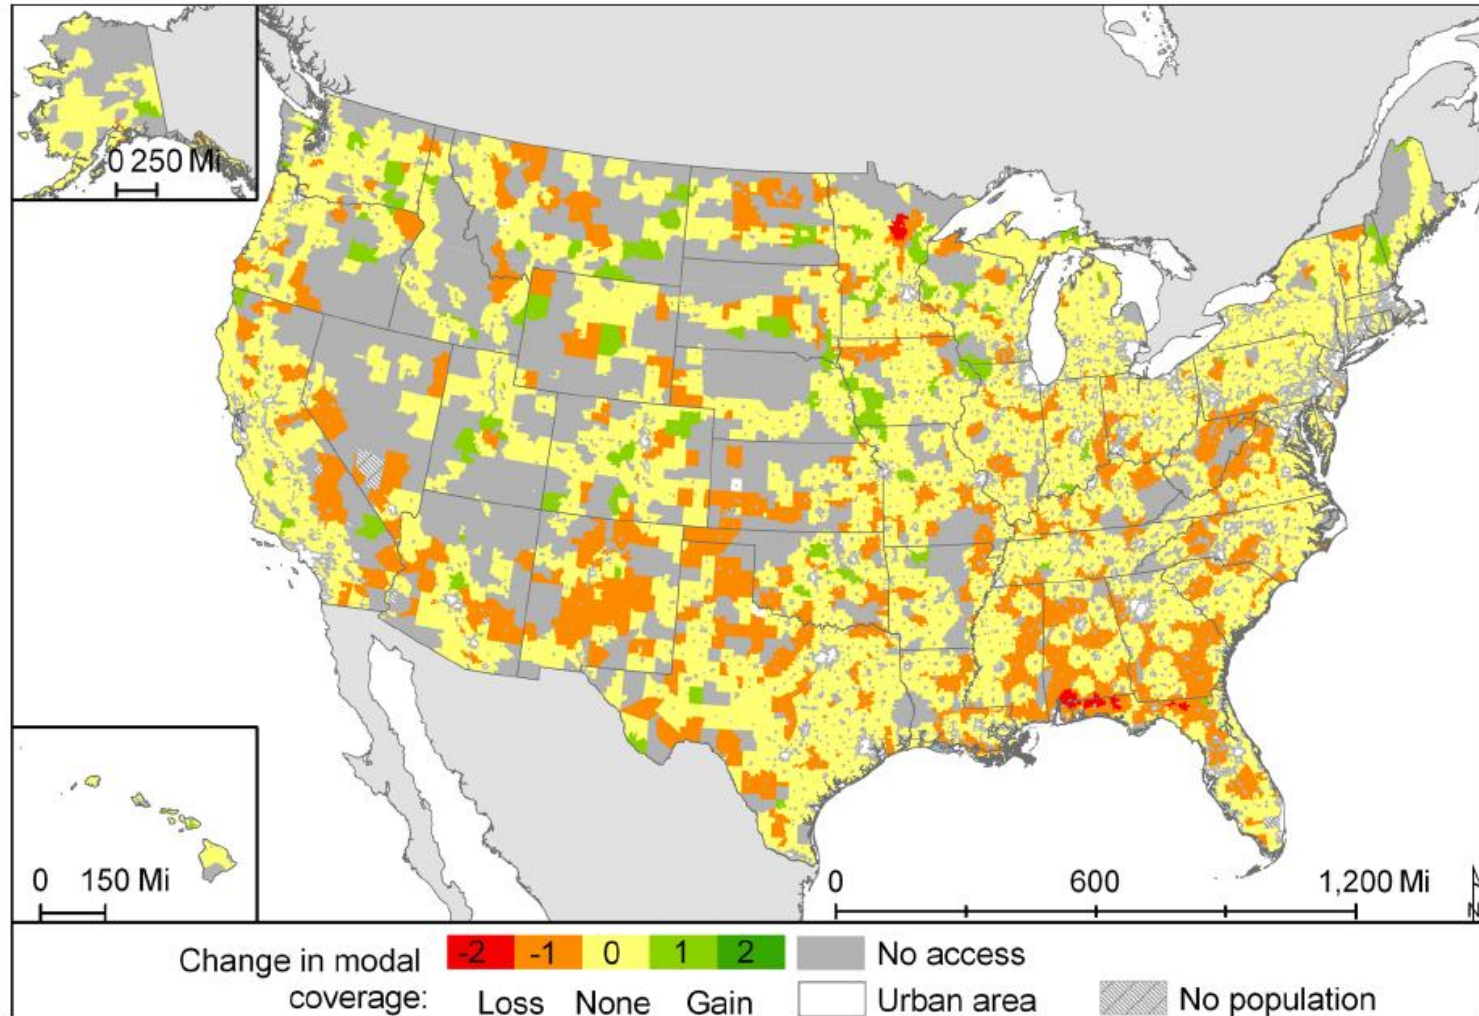 0 250 Mi
0 150 Mi
0 600 1,200 Mi
Change in modal coverage:
-2 -1 0 1 2
Loss None Gain
No access
Urban area
No population